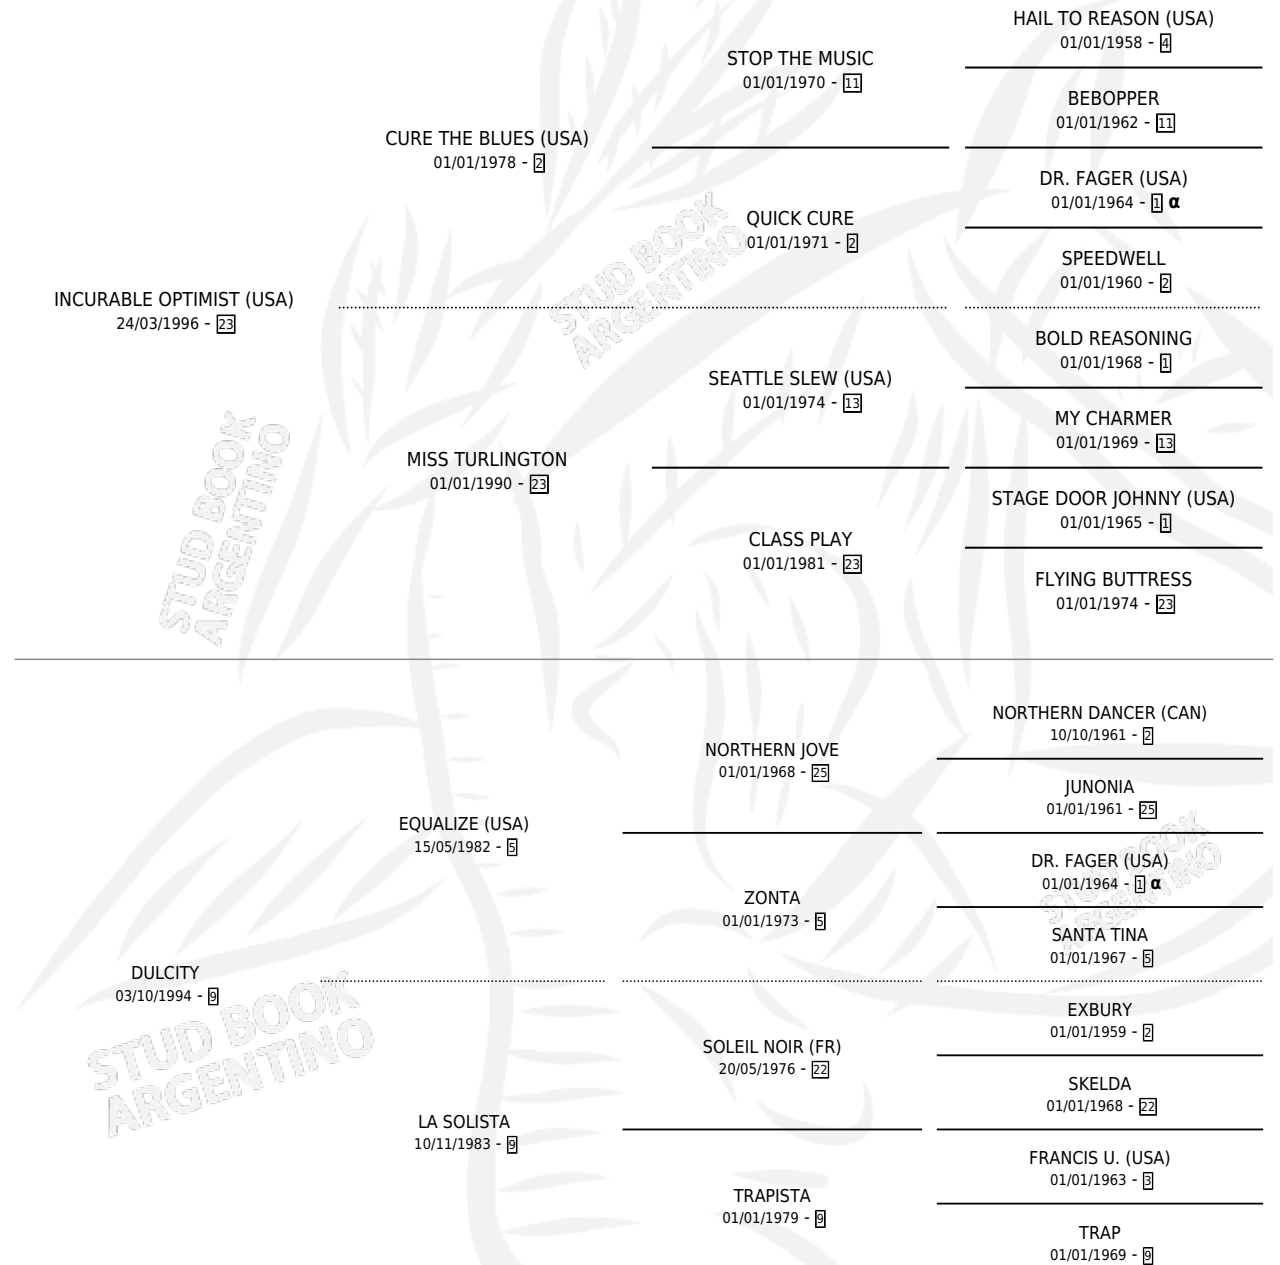 HAIL TO REASON (USA)
01/01/1958 - 4
STOP THE MUSIC
01/01/1970 - 11
BEBOPPER
01/01/1962 - 11
CURE THE BLUES (USA)
01/01/1978 - 2
DR. FAGER (USA)
01/01/1964 - 1 α
QUICK CURE
01/01/1971 - 2
SPEEDWELL
01/01/1960 - 2
INCURABLE OPTIMIST (USA)
24/03/1996 - 23
BOLD REASONING
01/01/1968 - 1
SEATTLE SLEW (USA)
01/01/1974 - 13
MY CHARMER
01/01/1969 - 13
MISS TURLINGTON
01/01/1990 - 23
STAGE DOOR JOHNNY (USA)
01/01/1965 - 1
CLASS PLAY
01/01/1981 - 23
FLYING BUTTRESS
01/01/1974 - 23
NORTHERN DANCER (CAN)
10/10/1961 - 2
NORTHERN JOVE
01/01/1968 - 25
JUNONIA
01/01/1961 - 25
EQUALIZE (USA)
15/05/1982 - 5
DR. FAGER (USA)
01/01/1964 - 1 α
ZONTA
01/01/1973 - 5
SANTA TINA
01/01/1967 - 5
DULCITY
03/10/1994 - 9
EXBURY
01/01/1959 - 2
SOLEIL NOIR (FR)
20/05/1976 - 22
SKELDA
01/01/1968 - 22
LA SOLISTA
10/11/1983 - 9
FRANCIS U. (USA)
01/01/1963 - 3
TRAPISTA
01/01/1979 - 9
TRAP
01/01/1969 - 9
STUD BOOK
ARGENTINO
STUD BOOK
ARGENTINO
STUD BOOK
ARGENTINO
STUD BOOK
ARGENTINO